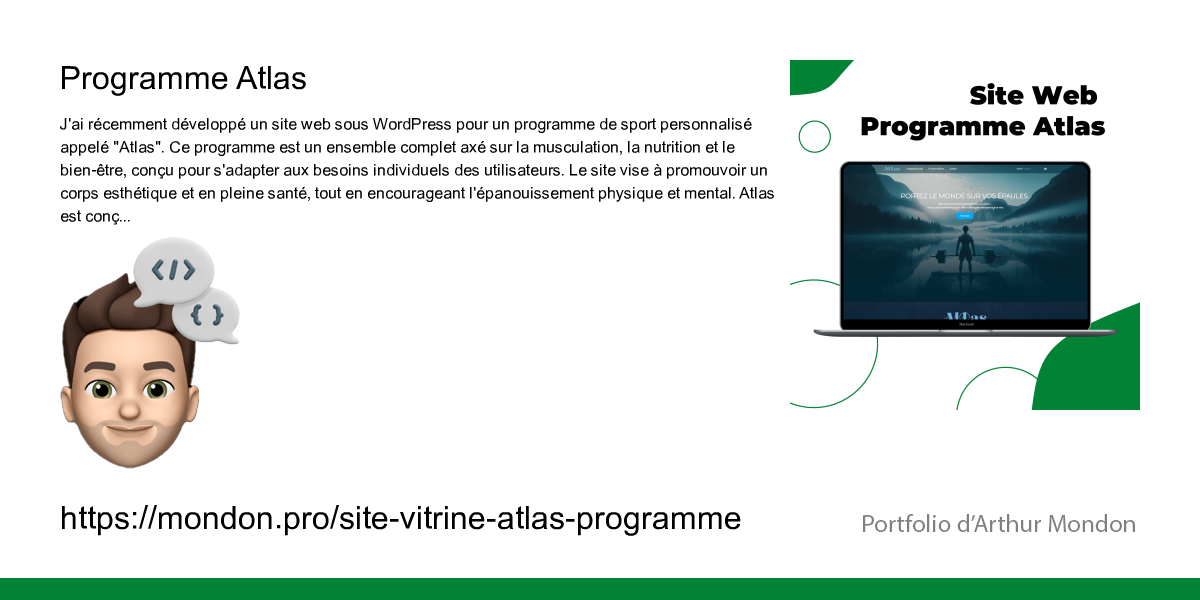 Programme Atlas
J'ai récemment développé un site web sous WordPress pour un programme de sport personnalisé
appelé "Atlas". Ce programme est un ensemble complet axé sur la musculation, la nutrition et le
bien-être, conçu pour s'adapter aux besoins individuels des utilisateurs. Le site vise à promouvoir un
corps esthétique et en pleine santé, tout en encourageant l'épanouissement physique et mental. Atlas
est conç...
</>
{ }
Site Web
Programme Atlas
PORTEZ LE MONDE SUR VOS ÉPAULES.
https://mondon.pro/site-vitrine-atlas-programme
Portfolio d’Arthur Mondon